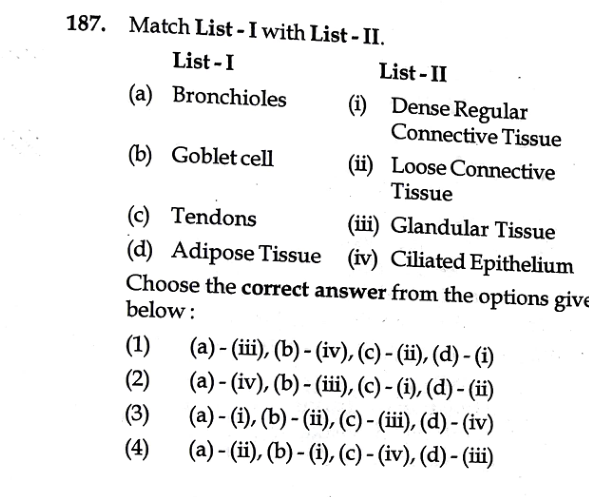 187. Match List - I with List - II.
List - I List - II
(a) Bronchioles (i) Dense Regular
Connective Tissue
(b) Goblet cell (ii) Loose Connective
Tissue
(c) Tendons (iii) Glandular Tissue
(d) Adipose Tissue (iv) Ciliated Epithelium
Choose the correct answer from the options give
below :
(1) (a) - (iii), (b) - (iv), (c) - (ii), (d) - (i)
(2) (a) - (iv), (b) - (iii), (c) - (i), (d) - (ii)
(3) (a) - (i), (b) - (ii), (c) - (iii), (d) - (iv)
(4) (a) - (ii), (b) - (i), (c) - (iv), (d) - (iii)